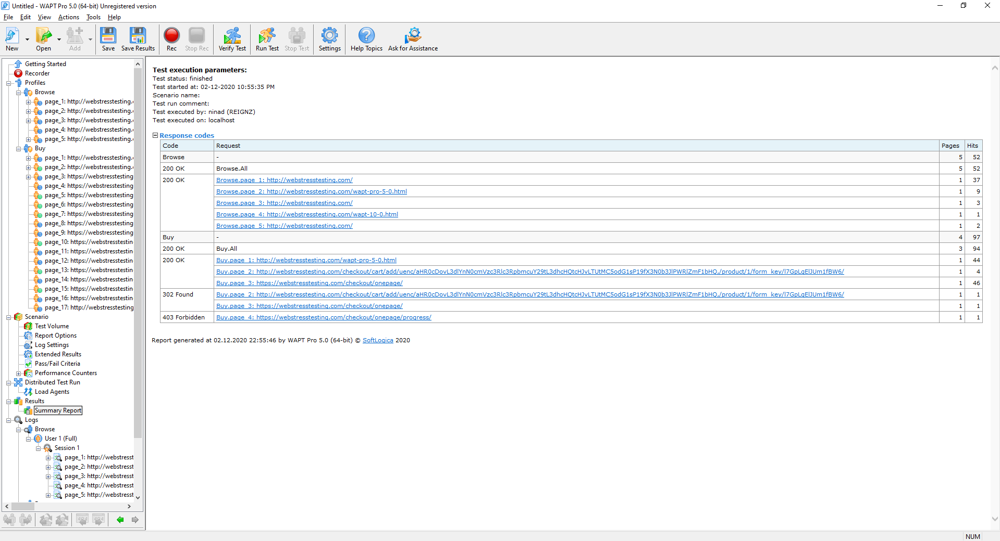 Untitled - WAPT Pro 5.0 (64-bit) Unregistered version
File Edit View Actions Tools Help
New Open Add Save Save Results Rec Stop Rec Verify Test Run Test Stop Test Settings Help Topics Ask for Assistance
Getting Started
Recorder
Profiles
Browse
page_1: http://webstresstesting.
page_2: http://webstresstesting.
page_3: http://webstresstesting.
page_4: http://webstresstesting.
page_5: http://webstresstesting.
Buy
page_1: http://webstresstesting.
page_2: http://webstresstesting.
page_3: https://webstresstesting
page_4: https://webstresstesting
page_5: https://webstresstesting
page_6: https://webstresstesting
page_7: https://webstresstesting
page_8: https://webstresstesting
page_9: https://webstresstesting
page_10: https://webstresstestin
page_11: https://webstresstestin
page_12: https://webstresstestin
page_13: https://webstresstestin
page_14: https://webstresstestin
page_15: https://webstresstestin
page_16: https://webstresstestin
page_17: http://webstresstesting
Scenario
Test Volume
Report Options
Log Settings
Extended Results
Pass/Fail Criteria
Performance Counters
Distributed Test Run
Load Agents
Results
Summary Report
Logs
Browse
User 1 (Full)
Session 1
page_1: http://webstresst
page_2: http://webstresst
page_3: http://webstresst
page_4: http://webstresst
page_5: http://webstresst
Test execution parameters:
Test status: finished
Test started at: 02-12-2020 10:55:35 PM
Scenario name:
Test run comment:
Test executed by: ninad (REIGNZ)
Test executed on: localhost
Response codes
Code Request Pages Hits
Browse - 5 52
200 OK Browse.All 5 52
200 OK Browse.page_1: http://webstresstesting.com/ 1 37
Browse.page_2: http://webstresstesting.com/wapt-pro-5-0.html 1 9
Browse.page_3: http://webstresstesting.com/ 1 3
Browse.page_4: http://webstresstesting.com/wapt-10-0.html 1 1
Browse.page_5: http://webstresstesting.com/ 1 2
Buy - 4 97
200 OK Buy.All 3 94
200 OK Buy.page_1: http://webstresstesting.com/wapt-pro-5-0.html 1 44
Buy.page_2: http://webstresstesting.com/checkout/cart/add/uenc/aHR0cDovL3dlYnN0cmVzc3Rlc3RpbmcuY29tL3dhcHQtcHJvLTUtMC5odG1sP19fX3N0b3JlPWRlZmF1bHQ,/product/1/form_key/l7GpLqElJUm1fBW6/ 1 4
Buy.page_3: https://webstresstesting.com/checkout/onepage/ 1 46
302 Found Buy.page_2: http://webstresstesting.com/checkout/cart/add/uenc/aHR0cDovL3dlYnN0cmVzc3Rlc3RpbmcuY29tL3dhcHQtcHJvLTUtMC5odG1sP19fX3N0b3JlPWRlZmF1bHQ,/product/1/form_key/l7GpLqElJUm1fBW6/ 1 1
Buy.page_3: https://webstresstesting.com/checkout/onepage/ 1 1
403 Forbidden Buy.page_4: https://webstresstesting.com/checkout/onepage/progress/ 1 1
Report generated at 02.12.2020 22:55:46 by WAPT Pro 5.0 (64-bit) © SoftLogica 2020
404 404
NUM